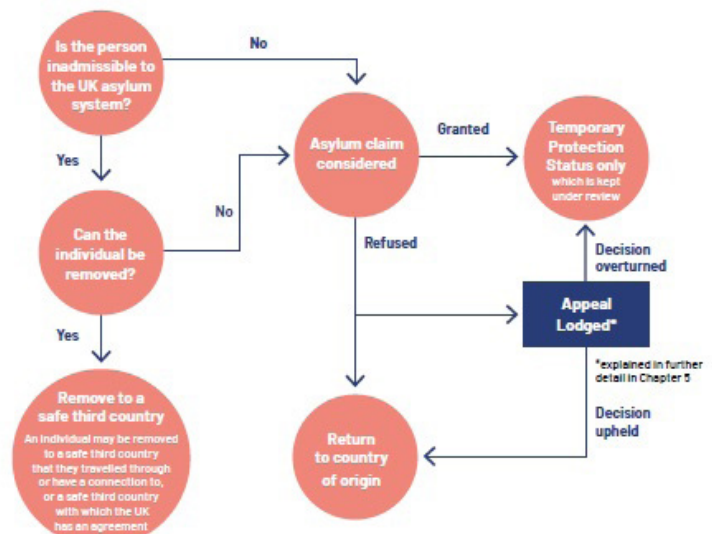 Is the person
inadmissible to
the UK asylum
system?
No
Yes
Asylum claim
considered
Granted
Temporary
Protection
Status only
which is kept
under review
Can the
individual be
removed?
No
Refused
Decision
overturned
Appeal
Lodged*
*explained in further
detail in Chapter 5
Yes
Remove to a
safe third country
An individual may be removed
to a safe third country
that they travelled through
or have a connection to,
or a safe third country
with which the UK
has an agreement
Return
to country
of origin
Decision
upheld